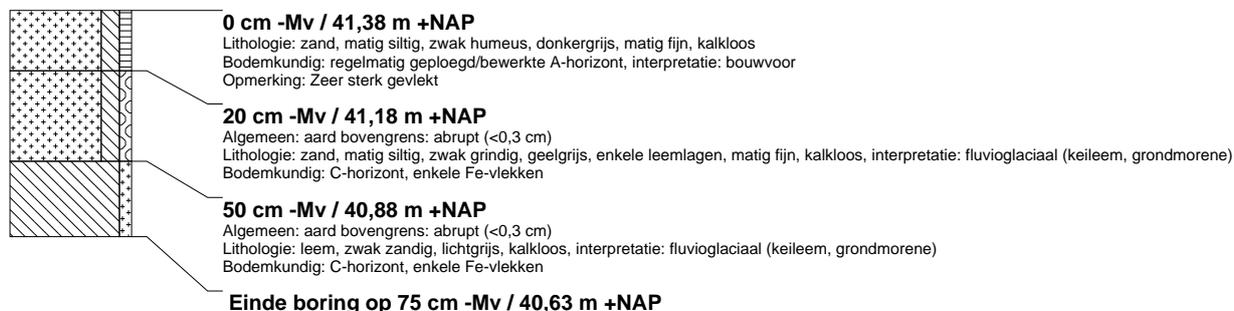 0 cm -Mv / 41,38 m +NAP
Lithologie: zand, matig siltig, zwak humeus, donkergrijs, matig fijn, kalkloos
Bodemkundig: regelmatig geploegd/bewerkte A-horizont, interpretatie: bouwvoor
Opmerking: Zeer sterk gevlekt
20 cm -Mv / 41,18 m +NAP
Algemeen: aard bovengrens: abrupt (<0,3 cm)
Lithologie: zand, matig siltig, zwak grindig, geelgrijs, enkele leemlagen, matig fijn, kalkloos, interpretatie: fluvioglaciaal (keileem, grondmorene)
Bodemkundig: C-horizont, enkele Fe-vlekken
50 cm -Mv / 40,88 m +NAP
Algemeen: aard bovengrens: abrupt (<0,3 cm)
Lithologie: leem, zwak zandig, lichtgrijs, kalkloos, interpretatie: fluvioglaciaal (keileem, grondmorene)
Bodemkundig: C-horizont, enkele Fe-vlekken
Einde boring op 75 cm -Mv / 40,63 m +NAP